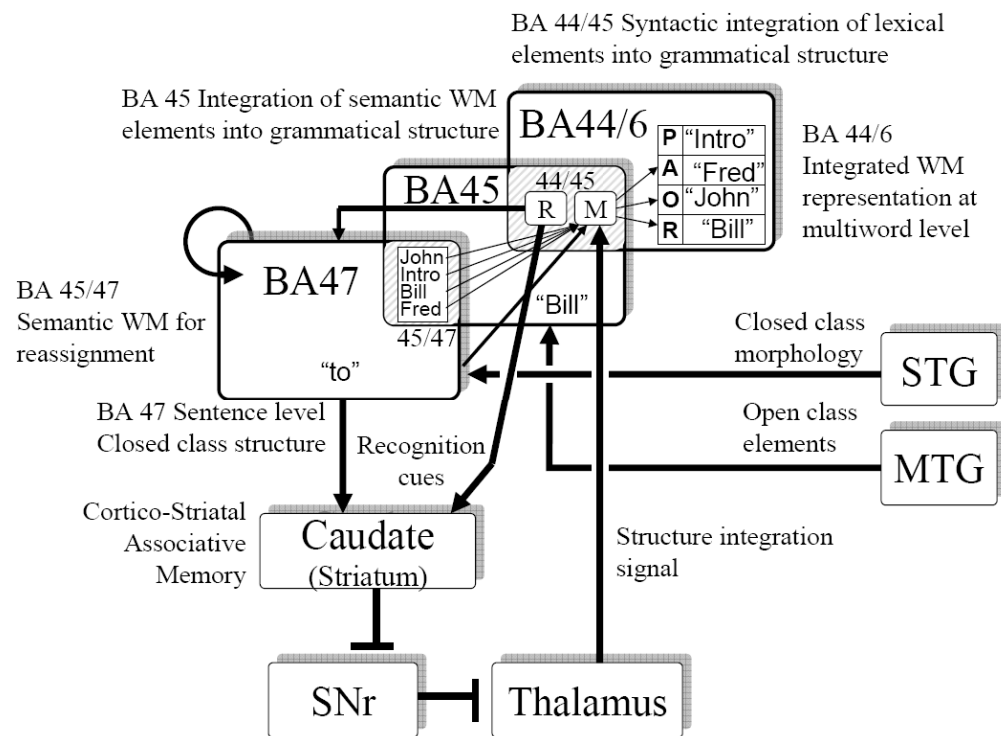 BA 44/45 Syntactic integration of lexical
elements into grammatical structure
BA 45 Integration of semantic WM
elements into grammatical structure
BA44/6
P "Intro"
A "Fred"
O "John"
R "Bill"
BA 44/6
Integrated WM
representation at
multiword level
BA45
44/45
R
M
BA47
John
Intro
Bill
Fred
45/47
"Bill"
"to"
BA 45/47
Semantic WM for
reassignment
Closed class
morphology
STG
BA 47 Sentence level
Closed class structure
Recognition
cues
Open class
elements
MTG
Cortico-Striatal
Associative
Memory
Caudate
(Striatum)
Structure integration
signal
SNr
Thalamus